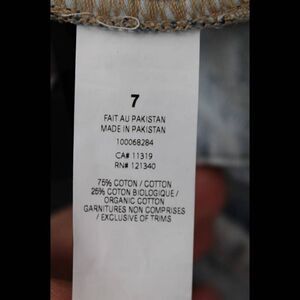 7
FAIT AU PAKISTAN
MADE IN PAKISTAN
100068284
CA# 11319
RN# 121340
75% COTON / COTTON
25% COTON BIOLOGIQUE /
ORGANIC COTTON
GARNITURES NON COMPRISES
/ EXCLUSIVE OF TRIMS